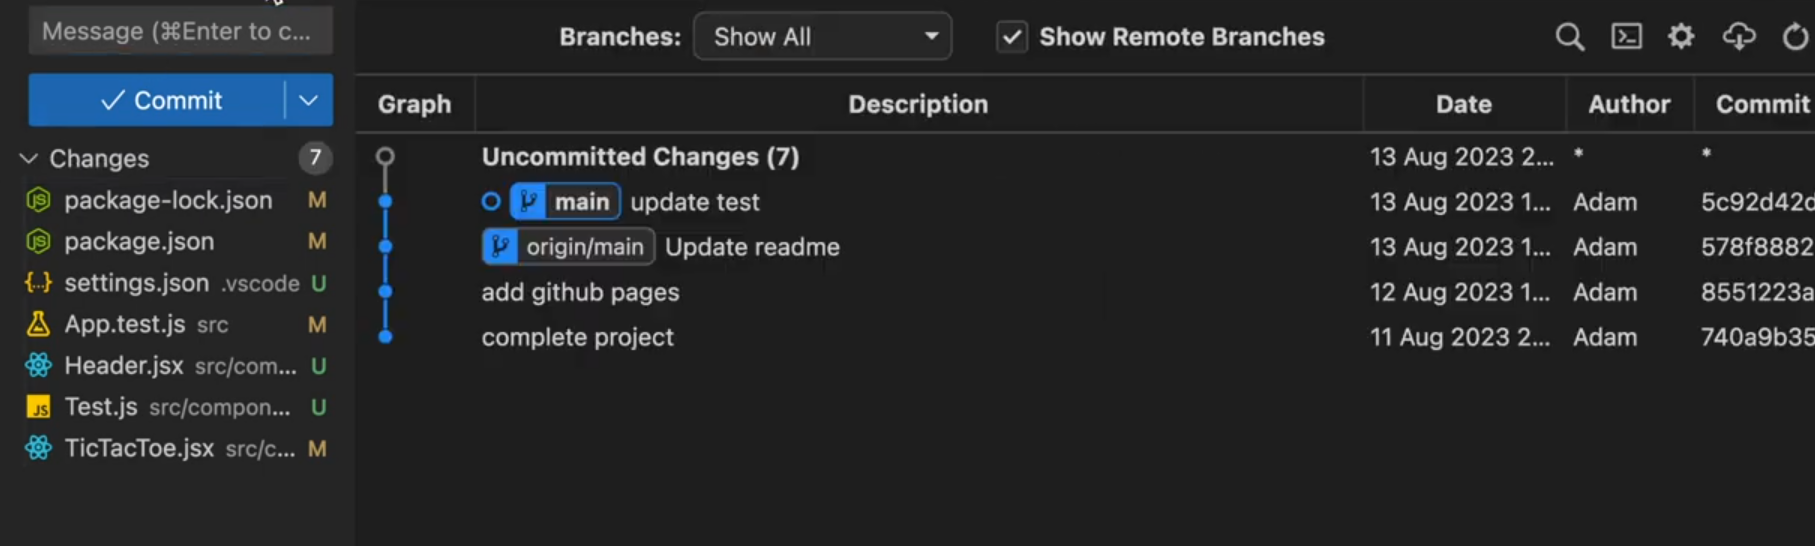 Message (⌘Enter to c...
Commit
Changes 7
package-lock.json M
package.json M
settings.json .vscode U
App.test.js src M
Header.jsx src/com... U
JS Test.js src/compon... U
TicTacToe.jsx src/c... M
Branches: Show All Show Remote Branches
Graph Description Date Author Commit
Uncommitted Changes (7) 13 Aug 2023 2... * *
main update test 13 Aug 2023 1... Adam 5c92d42d
origin/main Update readme 13 Aug 2023 1... Adam 578f8882
add github pages 12 Aug 2023 1... Adam 8551223a
complete project 11 Aug 2023 2... Adam 740a9b35